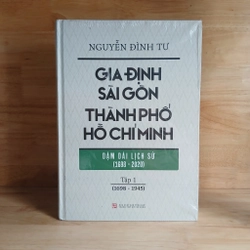 NGUYỄN ĐÌNH TƯ
GIA ĐỊNH
SÀI GÒN
THÀNH PHỐ
HỒ CHÍ MINH
DẶM DÀI LỊCH SỬ
(1698 - 2020)
Tập 1
(1698 - 1945)